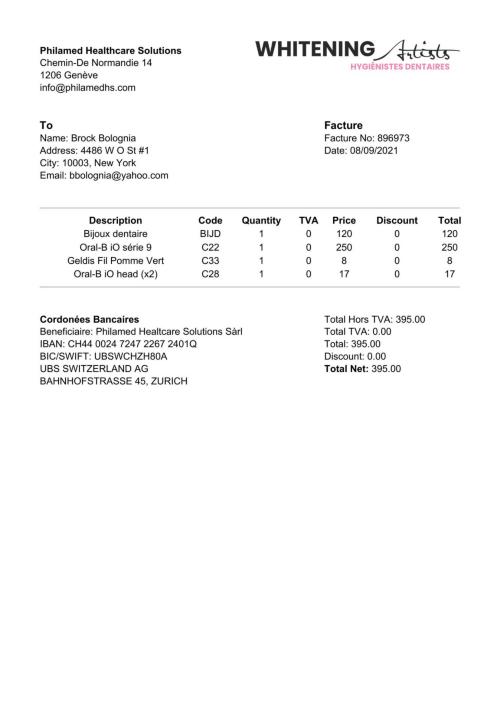 Philamed Healthcare Solutions
Chemin-De Normandie 14
1206 Genève
info@philamedhs.com
WHITENING Artists
HYGIÉNISTES DENTAIRES
To
Name: Brock Bolognia
Address: 4486 W O St #1
City: 10003, New York
Email: bbolognia@yahoo.com
Facture
Facture No: 896973
Date: 08/09/2021
Description Code Quantity TVA Price Discount Total
Bijoux dentaire BIJD 1 0 120 0 120
Oral-B iO série 9 C22 1 0 250 0 250
Geldis Fil Pomme Vert C33 1 0 8 0 8
Oral-B iO head (x2) C28 1 0 17 0 17
Cordonées Bancaires
Beneficiaire: Philamed Healtcare Solutions Sàrl
IBAN: CH44 0024 7247 2267 2401Q
BIC/SWIFT: UBSWCHZH80A
UBS SWITZERLAND AG
BAHNHOFSTRASSE 45, ZURICH
Total Hors TVA: 395.00
Total TVA: 0.00
Total: 395.00
Discount: 0.00
Total Net: 395.00